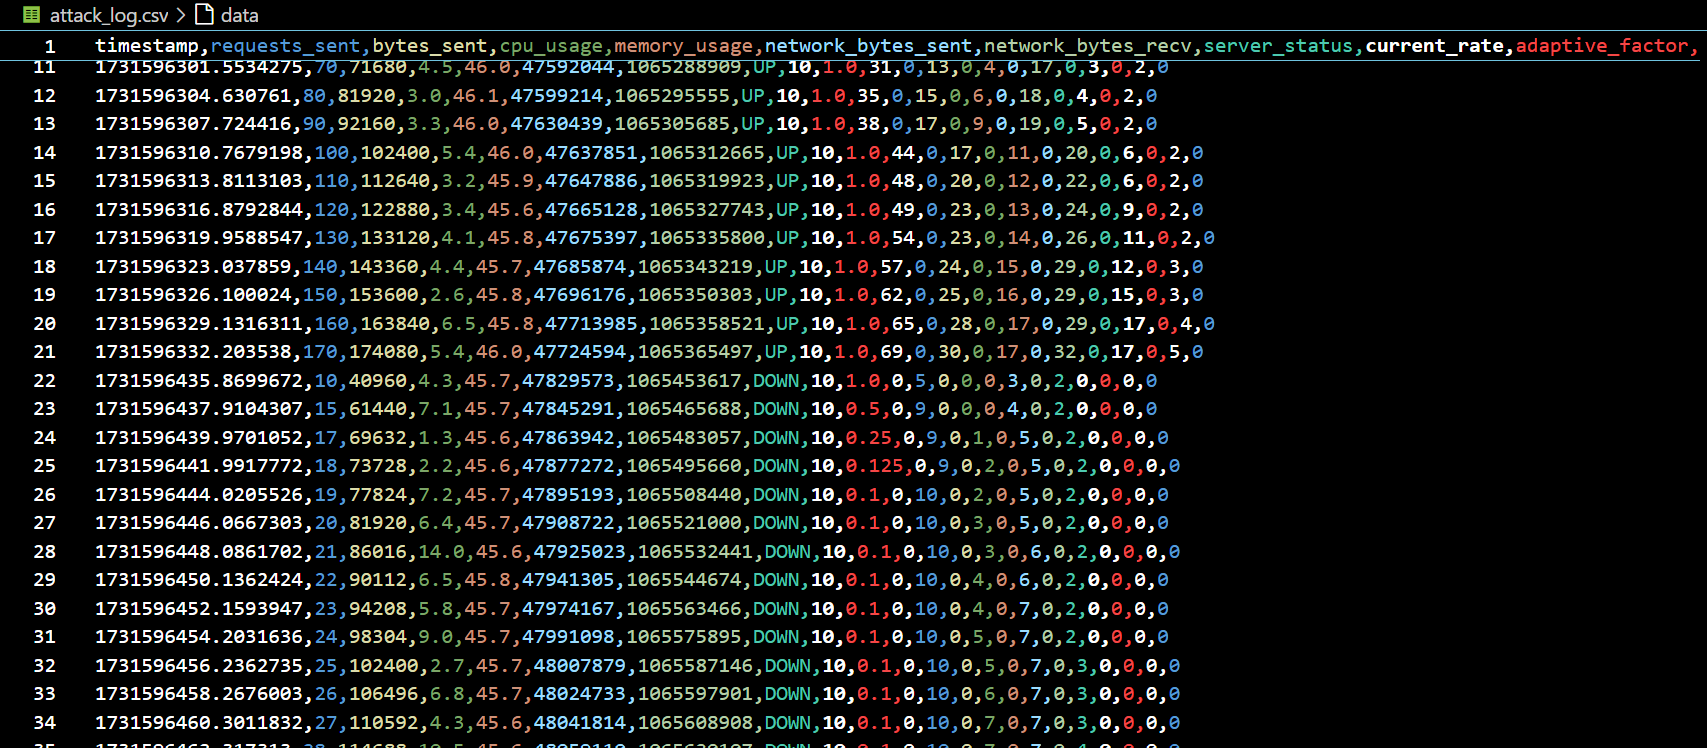 attack_log.csv > data
1 timestamp,requests_sent,bytes_sent,cpu_usage,memory_usage,network_bytes_sent,network_bytes_recv,server_status,current_rate,adaptive_factor,
11 1731596301.5534275,70,71680,4.5,46.0,47592044,1065288909,UP,10,1.0,31,0,13,0,4,0,17,0,3,0,2,0
12 1731596304.630761,80,81920,3.0,46.1,47599214,1065295555,UP,10,1.0,35,0,15,0,6,0,18,0,4,0,2,0
13 1731596307.724416,90,92160,3.3,46.0,47630439,1065305685,UP,10,1.0,38,0,17,0,9,0,19,0,5,0,2,0
14 1731596310.7679198,100,102400,5.4,46.0,47637851,1065312665,UP,10,1.0,44,0,17,0,11,0,20,0,6,0,2,0
15 1731596313.8113103,110,112640,3.2,45.9,47647886,1065319923,UP,10,1.0,48,0,20,0,12,0,22,0,6,0,2,0
16 1731596316.8792844,120,122880,3.4,45.6,47665128,1065327743,UP,10,1.0,49,0,23,0,13,0,24,0,9,0,2,0
17 1731596319.9588547,130,133120,4.1,45.8,47675397,1065335800,UP,10,1.0,54,0,23,0,14,0,26,0,11,0,2,0
18 1731596323.037859,140,143360,4.4,45.7,47685874,1065343219,UP,10,1.0,57,0,24,0,15,0,29,0,12,0,3,0
19 1731596326.100024,150,153600,2.6,45.8,47696176,1065350303,UP,10,1.0,62,0,25,0,16,0,29,0,15,0,3,0
20 1731596329.1316311,160,163840,6.5,45.8,47713985,1065358521,UP,10,1.0,65,0,28,0,17,0,29,0,17,0,4,0
21 1731596332.203538,170,174080,5.4,46.0,47724594,1065365497,UP,10,1.0,69,0,30,0,17,0,32,0,17,0,5,0
22 1731596435.8699672,10,40960,4.3,45.7,47829573,1065453617,DOWN,10,1.0,0,5,0,0,0,3,0,2,0,0,0,0
23 1731596437.9104307,15,61440,7.1,45.7,47845291,1065465688,DOWN,10,0.5,0,9,0,0,0,4,0,2,0,0,0,0
24 1731596439.9701052,17,69632,1.3,45.6,47863942,1065483057,DOWN,10,0.25,0,9,0,1,0,5,0,2,0,0,0,0
25 1731596441.9917772,18,73728,2.2,45.6,47877272,1065495660,DOWN,10,0.125,0,9,0,2,0,5,0,2,0,0,0,0
26 1731596444.0205526,19,77824,7.2,45.7,47895193,1065508440,DOWN,10,0.1,0,10,0,2,0,5,0,2,0,0,0,0
27 1731596446.0667303,20,81920,6.4,45.7,47908722,1065521000,DOWN,10,0.1,0,10,0,3,0,5,0,2,0,0,0,0
28 1731596448.0861702,21,86016,14.0,45.6,47925023,1065532441,DOWN,10,0.1,0,10,0,3,0,6,0,2,0,0,0,0
29 1731596450.1362424,22,90112,6.5,45.8,47941305,1065544674,DOWN,10,0.1,0,10,0,4,0,6,0,2,0,0,0,0
30 1731596452.1593947,23,94208,5.8,45.7,47974167,1065563466,DOWN,10,0.1,0,10,0,4,0,7,0,2,0,0,0,0
31 1731596454.2031636,24,98304,9.0,45.7,47991098,1065575895,DOWN,10,0.1,0,10,0,5,0,7,0,2,0,0,0,0
32 1731596456.2362735,25,102400,2.7,45.7,48007879,1065587146,DOWN,10,0.1,0,10,0,5,0,7,0,3,0,0,0,0
33 1731596458.2676003,26,106496,6.8,45.7,48024733,1065597901,DOWN,10,0.1,0,10,0,6,0,7,0,3,0,0,0,0
34 1731596460.3011832,27,110592,4.3,45.6,48041814,1065608908,DOWN,10,0.1,0,10,0,7,0,7,0,3,0,0,0,0